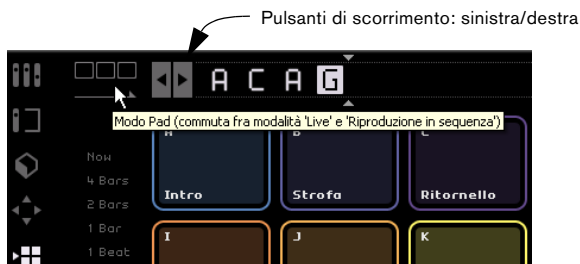 Pulsanti di scorrimento: sinistra/destra
A C A G
Modo Pad (commuta fra modalità 'Live' e 'Riproduzione in sequenza')
A B C
Now
4 Bars
Intro Strofa Ritornello
2 Bars
1 Bar
I J K
1 Beat